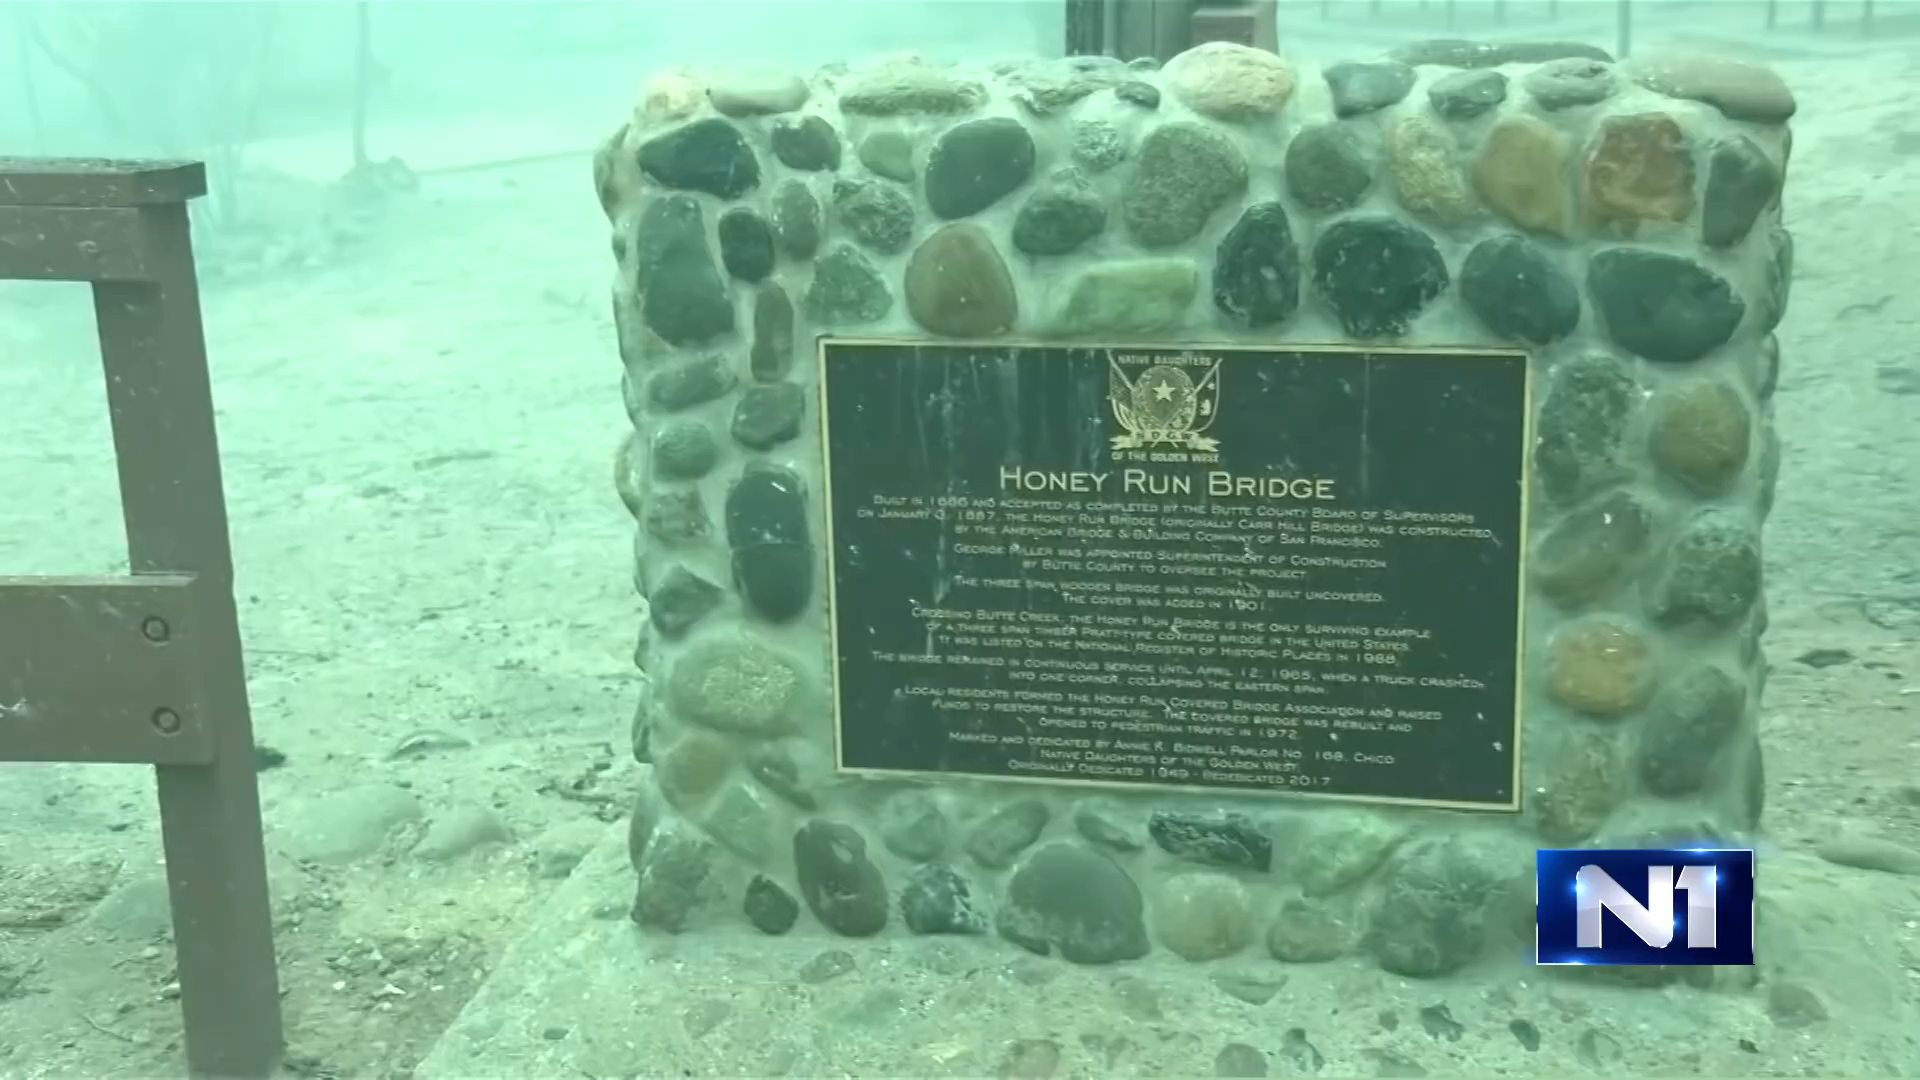 NATIVE DAUGHTERS
N D G W
OF THE GOLDEN WEST
HONEY RUN BRIDGE
BUILT IN 1886 AND ACCEPTED AS COMPLETED BY THE BUTTE COUNTY BOARD OF SUPERVISORS
ON JANUARY 3, 1887, THE HONEY RUN BRIDGE (ORIGINALLY CARR HILL BRIDGE) WAS CONSTRUCTED
BY THE AMERICAN BRIDGE & BUILDING COMPANY OF SAN FRANCISCO.
GEORGE MILLER WAS APPOINTED SUPERINTENDENT OF CONSTRUCTION
BY BUTTE COUNTY TO OVERSEE THE PROJECT.
THE THREE SPAN WOODEN BRIDGE WAS ORIGINALLY BUILT UNCOVERED.
THE COVER WAS ADDED IN 1901.
CROSSING BUTTE CREEK, THE HONEY RUN BRIDGE IS THE ONLY SURVIVING EXAMPLE
OF A THREE SPAN TIMBER PRATT-TYPE COVERED BRIDGE IN THE UNITED STATES.
IT WAS LISTED ON THE NATIONAL REGISTER OF HISTORIC PLACES IN 1988.
THE BRIDGE REMAINED IN CONTINUOUS SERVICE UNTIL APRIL 12, 1965, WHEN A TRUCK CRASHED
INTO ONE CORNER, COLLAPSING THE EASTERN SPAN.
LOCAL RESIDENTS FORMED THE HONEY RUN COVERED BRIDGE ASSOCIATION AND RAISED
FUNDS TO RESTORE THE STRUCTURE. THE COVERED BRIDGE WAS REBUILT AND
OPENED TO PEDESTRIAN TRAFFIC IN 1972.
MARKED AND DEDICATED BY ANNIE K. BIDWELL PARLOR NO. 168, CHICO
NATIVE DAUGHTERS OF THE GOLDEN WEST.
ORIGINALLY DEDICATED 1949 - REDEDICATED 2017
N1